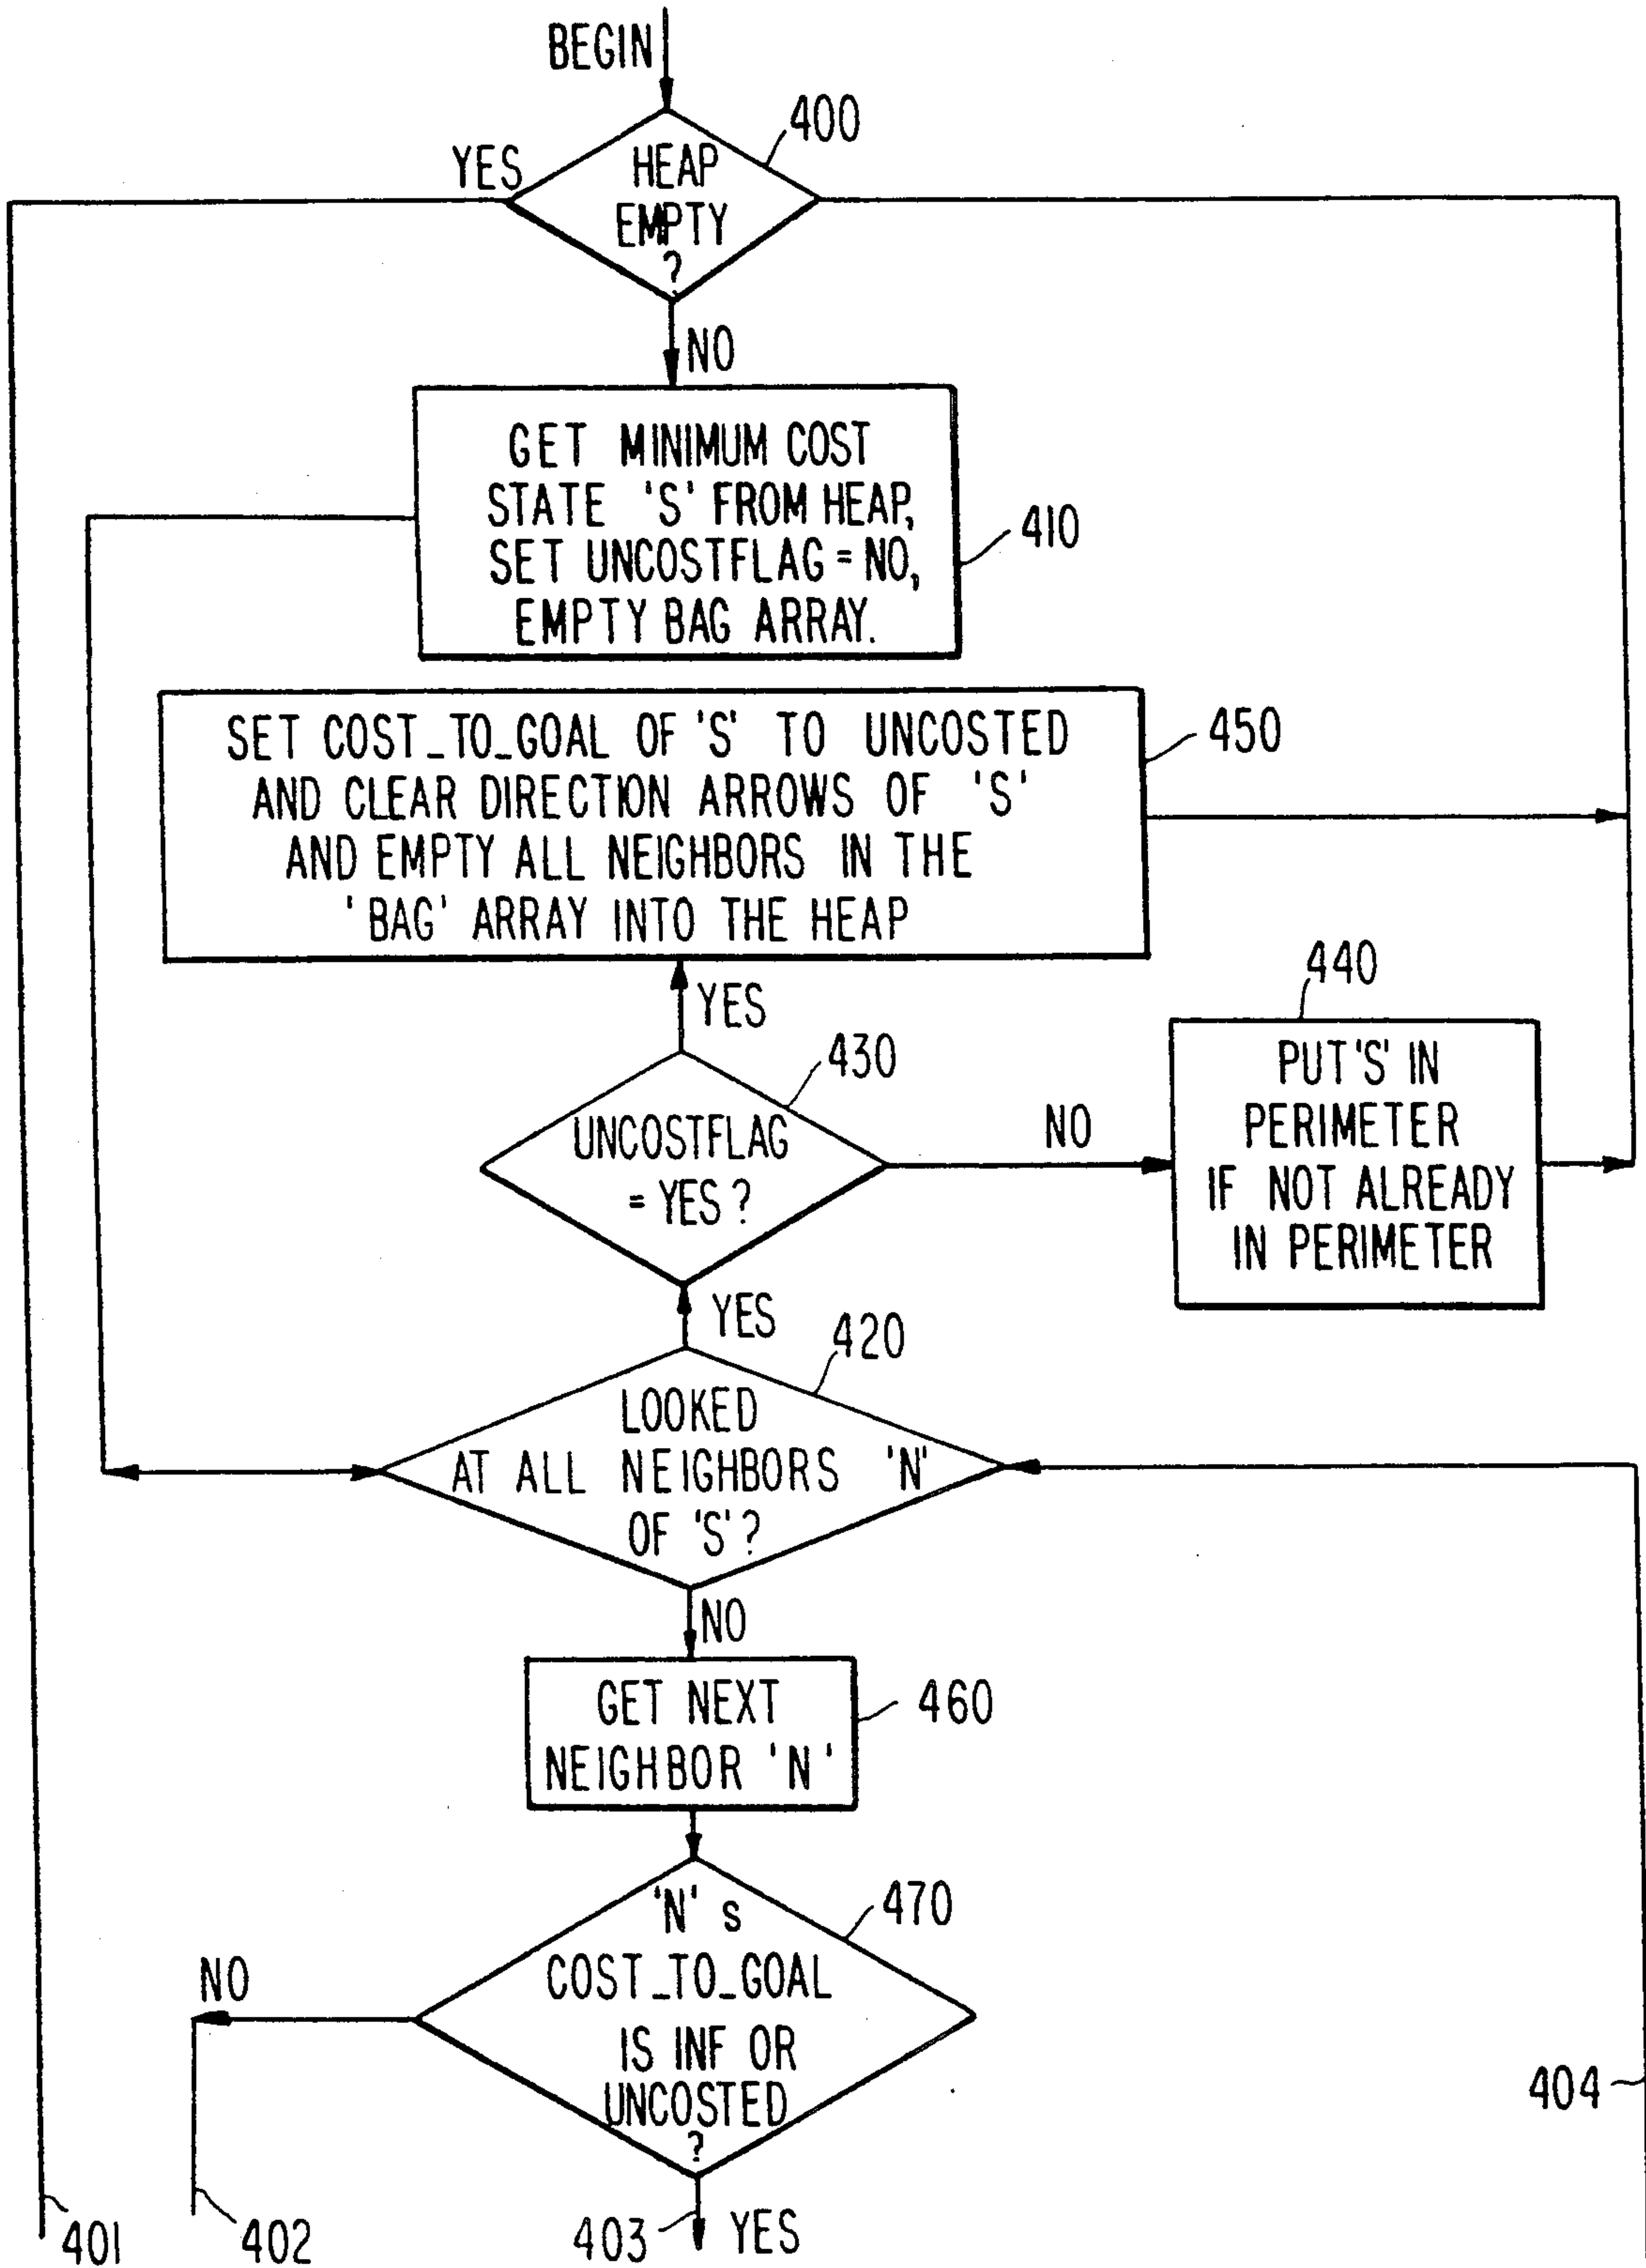 BEGIN
400
YES
HEAP
EMPTY
?
NO
GET MINIMUM COST
STATE 'S' FROM HEAP,
SET UNCOSTFLAG = NO,
EMPTY BAG ARRAY.
410
SET COST_TO_GOAL OF 'S' TO UNCOSTED
AND CLEAR DIRECTION ARROWS OF 'S'
AND EMPTY ALL NEIGHBORS IN THE
'BAG' ARRAY INTO THE HEAP
450
YES
440
430
UNCOSTFLAG
= YES ?
NO
PUT 'S' IN
PERIMETER
IF NOT ALREADY
IN PERIMETER
YES
420
LOOKED
AT ALL NEIGHBORS 'N'
OF 'S' ?
NO
GET NEXT
NEIGHBOR 'N'
460
'N' s
COST_TO_GOAL
IS INF OR
UNCOSTED
?
470
NO
404
401
402
403
YES